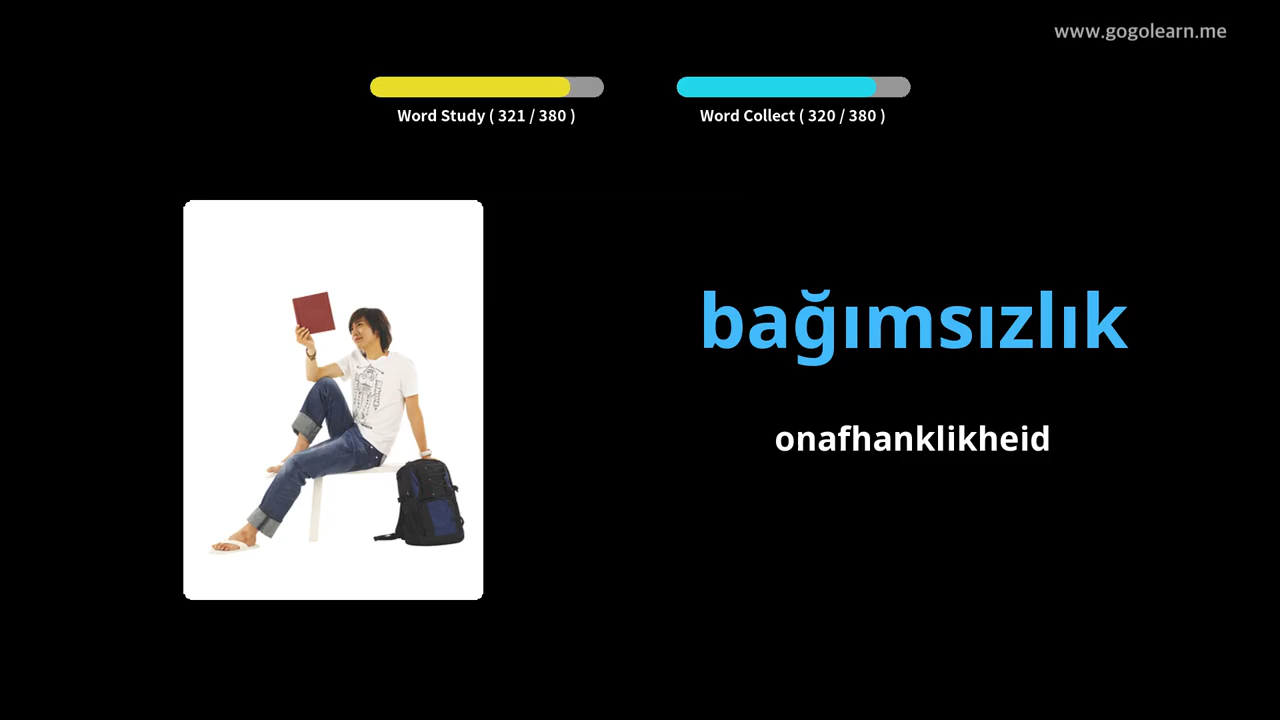 www.gogolearn.me
Word Study ( 321 / 380 )
Word Collect ( 320 / 380 )
bağımsızlık
onafhanklikheid